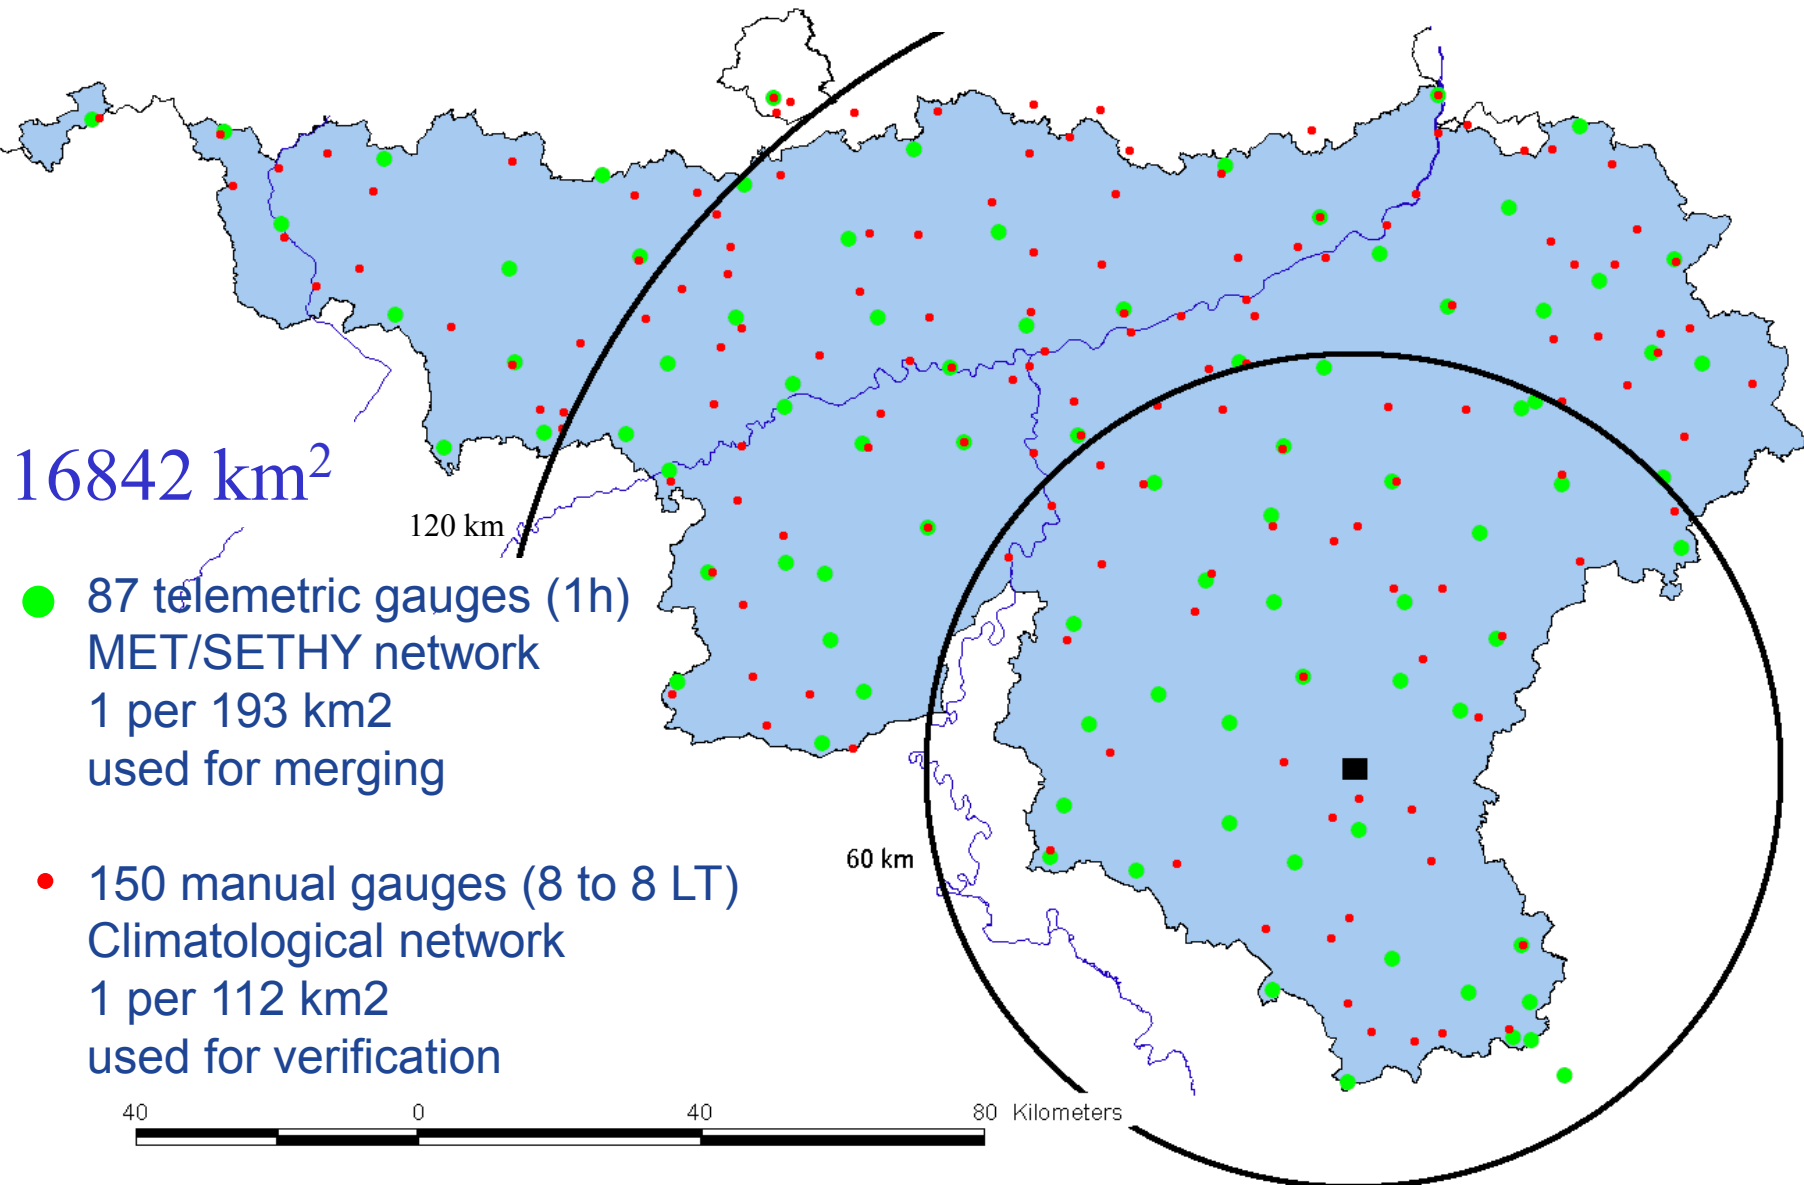 16842 km²
120 km
87 telemetric gauges (1h)
MET/SETHY network
1 per 193 km2
used for merging
60 km
150 manual gauges (8 to 8 LT)
Climatological network
1 per 112 km2
used for verification
40 0 40 80 Kilometers